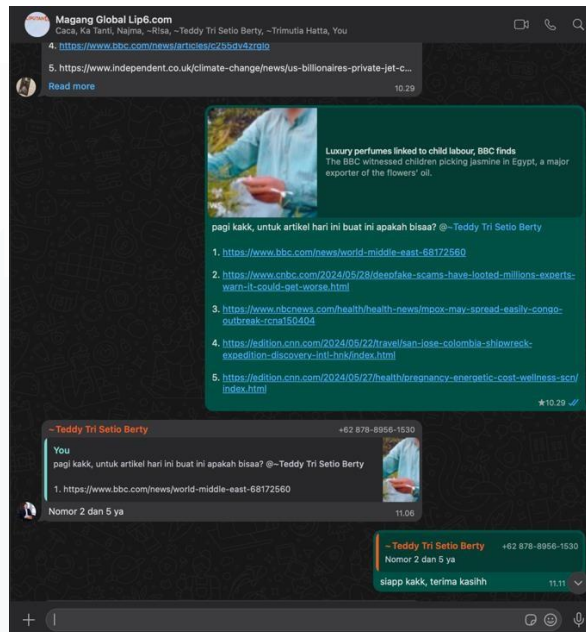 Magang Global Lip6.com
Caca, Ka Tanti, Najma, ~R!sa, ~Teddy Tri Setio Berty, ~Trimutia Hatta, You
4. https://www.bbc.com/news/articles/c255dv4zrglo
5. https://www.independent.co.uk/climate-change/news/us-billionaires-private-jet-c...
Read more
10.29
Luxury perfumes linked to child labour, BBC finds
The BBC witnessed children picking jasmine in Egypt, a major
exporter of the flowers' oil.
pagi kakk, untuk artikel hari ini buat ini apakah bisaa? @~Teddy Tri Setio Berty
1. https://www.bbc.com/news/world-middle-east-68172560
2. https://www.cnbc.com/2024/05/28/deepfake-scams-have-looted-millions-experts-
warn-it-could-get-worse.html
3. https://www.nbcnews.com/health/health-news/mpox-may-spread-easily-congo-
outbreak-rcna150404
4. https://edition.cnn.com/2024/05/22/travel/san-jose-colombia-shipwreck-
expedition-discovery-intl-hnk/index.html
5. https://edition.cnn.com/2024/05/27/health/pregnancy-energetic-cost-wellness-scn/
index.html
★10.29
~Teddy Tri Setio Berty +62 878-8956-1530
You
pagi kakk, untuk artikel hari ini buat ini apakah bisaa? @~Teddy Tri Setio Berty
1. https://www.bbc.com/news/world-middle-east-68172560
Nomor 2 dan 5 ya
11.06
~Teddy Tri Setio Berty +62 878-8956-1530
Nomor 2 dan 5 ya
siapp kakk, terima kasihh
11.11